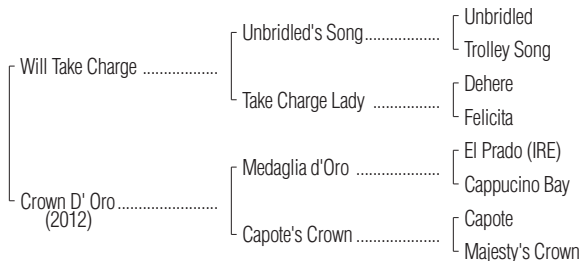 Unbridled
Unbridled's Song..................
Trolley Song
Will Take Charge ..................
Dehere
Take Charge Lady ................
Felicita
El Prado (IRE)
Medaglia d'Oro ....................
Cappucino Bay
Crown D' Oro........................
(2012)
Capote
Capote's Crown ....................
Majesty's Crown